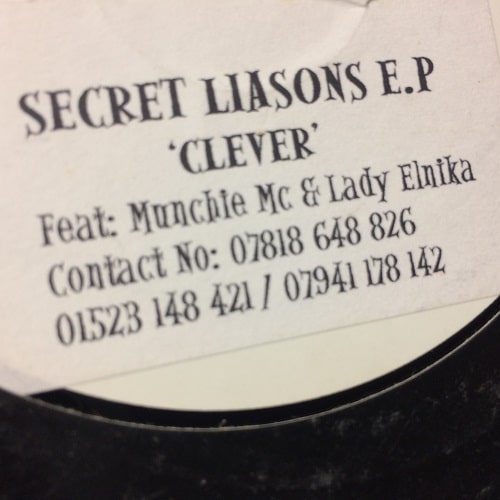 SECRET LIASONS E.P
'CLEVER'
Feat: Munchie Mc & Lady Elnika
Contact No: 07818 648 826
01523 148 421 / 07941 178 142